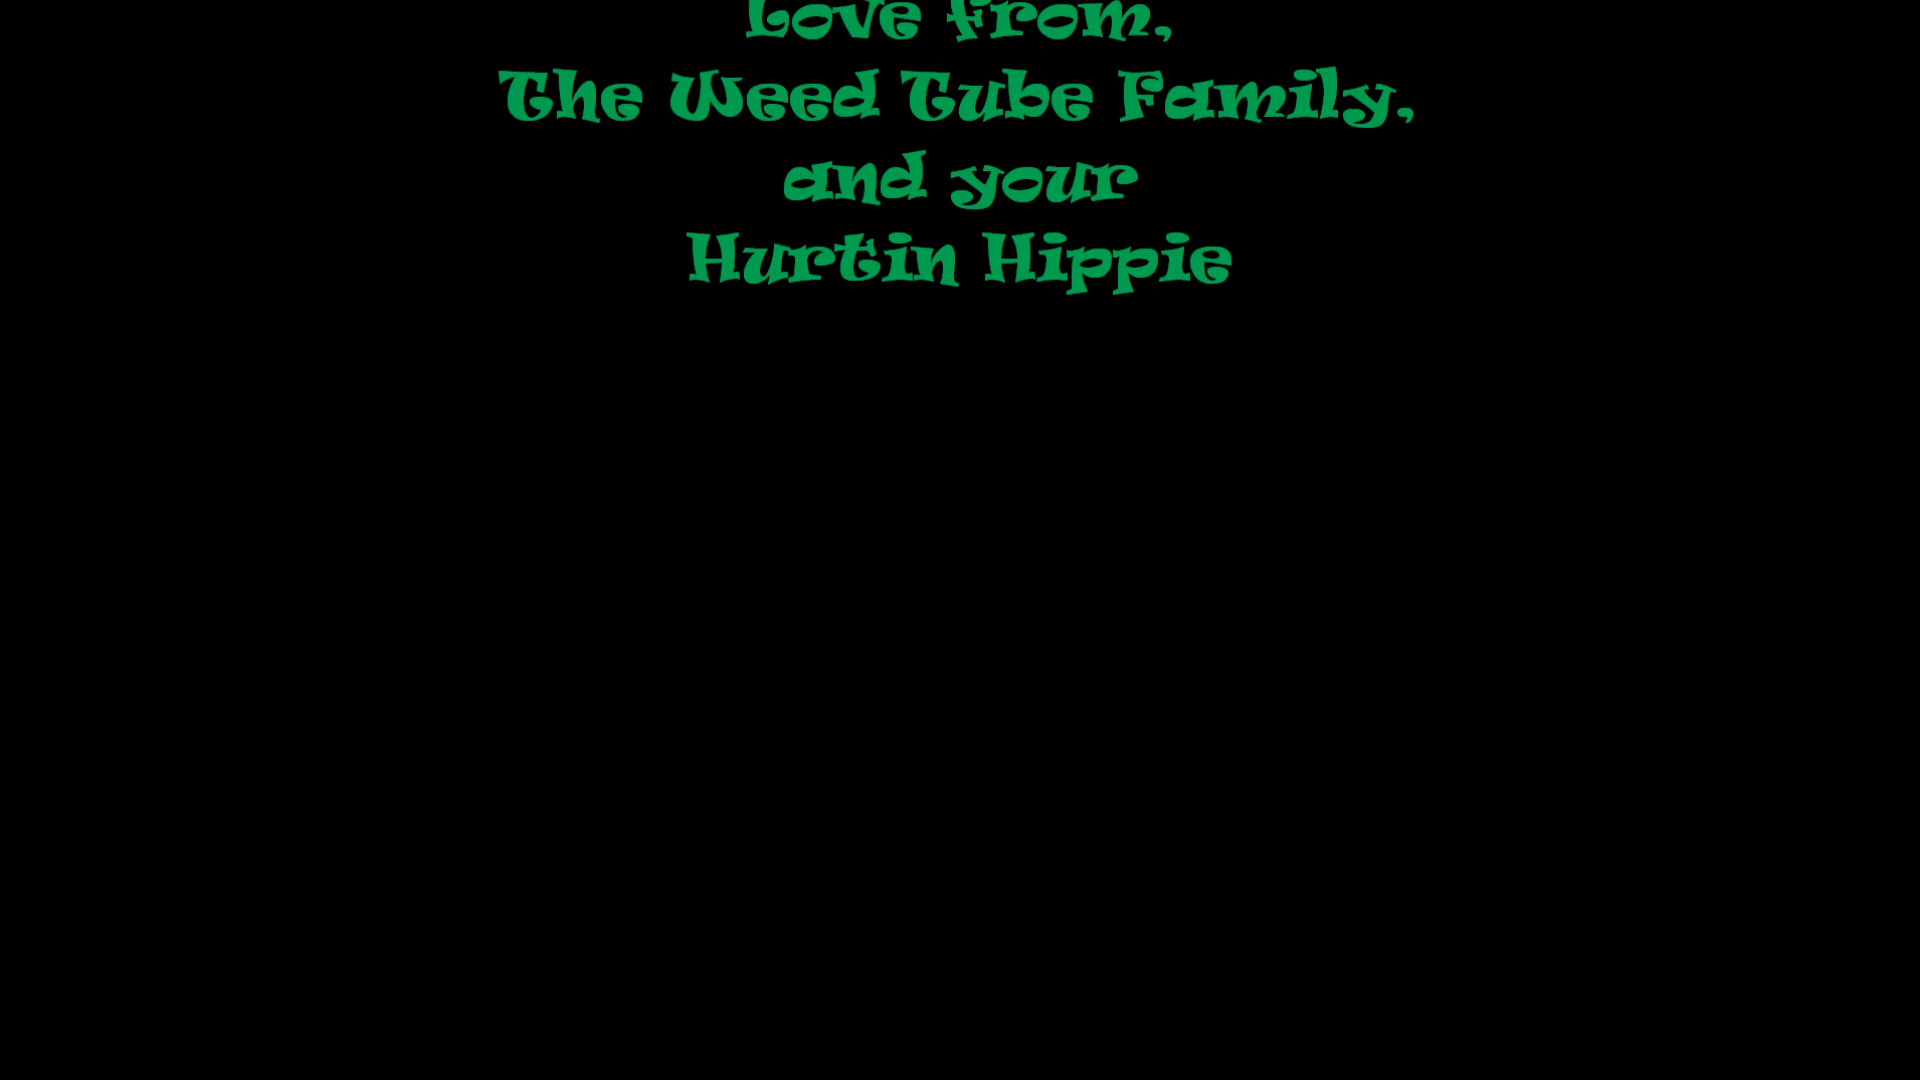 Love from,
The Weed Tube Family,
and your
Hurtin Hippie